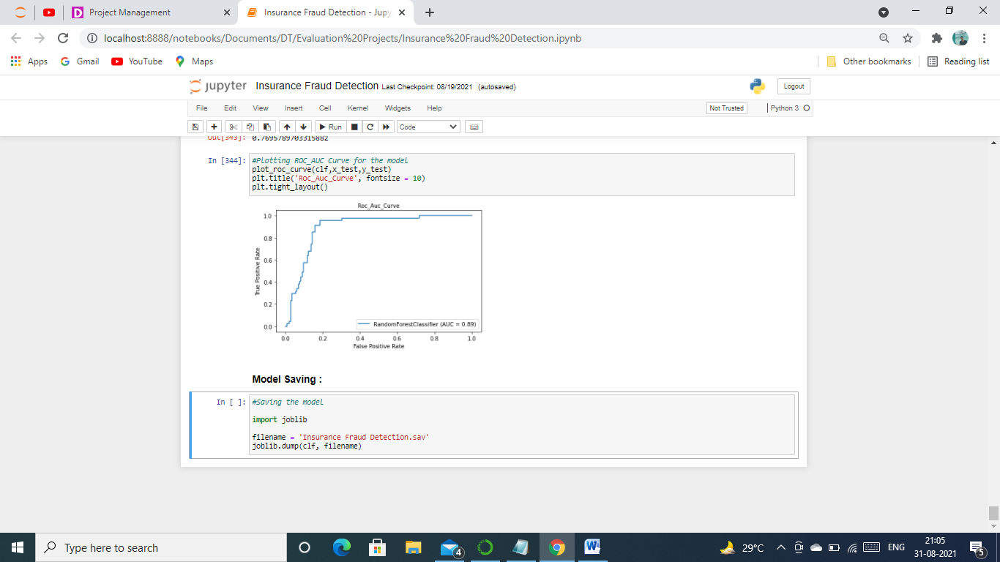 Project Management
Insurance Fraud Detection - Jupy
localhost:8888/notebooks/Documents/DT/Evaluation%20Projects/Insurance%20Fraud%20Detection.ipynb
Apps Gmail YouTube Maps Other bookmarks Reading list
jupyter Insurance Fraud Detection Last Checkpoint: 08/19/2021 (autosaved) Logout
File Edit View Insert Cell Kernel Widgets Help Not Trusted Python 3
Run Code
Out[343]: 0.7695789703315882
In [344]: #Plotting ROC_AUC Curve for the model
plot_roc_curve(clf,x_test,y_test)
plt.title('Roc_Auc_Curve', fontsize = 10)
plt.tight_layout()
Roc_Auc_Curve
1.0
0.8
0.6
0.4
0.2
0.0
True Positive Rate
RandomForestClassifier (AUC = 0.89)
0.0 0.2 0.4 0.6 0.8 1.0
False Positive Rate
Model Saving :
In [ ]: #Saving the model
import joblib
filename = 'Insurance Fraud Detection.sav'
joblib.dump(clf, filename)
Type here to search
4
29°C
ENG
21:05
31-08-2021
5